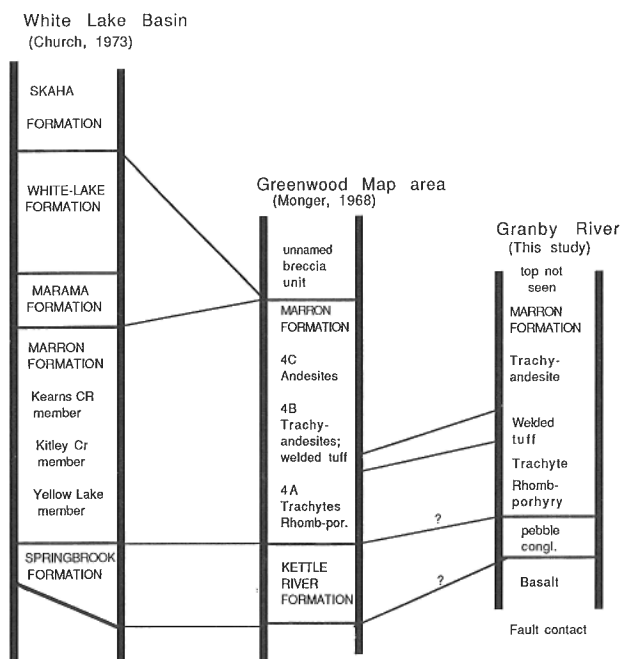 White Lake Basin
(Church, 1973)
SKAHA
FORMATION
WHITE-LAKE
FORMATION
MARAMA
FORMATION
MARRON
FORMATION
Kearns CR
member
Kitley Cr
member
Yellow Lake
member
SPRINGBROOK
FORMATION
Greenwood Map area
(Monger, 1968)
unnamed
breccia
unit
MARRON
FORMATION
4C
Andesites
4B
Trachy-
andesites;
welded tuff
4A
Trachytes
Rhomb-por.
KETTLE
RIVER
FORMATION
?
?
Granby River
(This study)
top not
seen
MARRON
FORMATION
Trachy-
andesite
Welded
tuff
Trachyte
Rhomb-
porhyry
pebble
congl.
Basalt
Fault contact